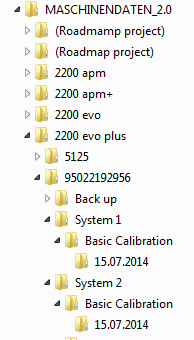 MASCHINENDATEN_2.0
(Roadmamp project)
(Roadmap project)
2200 apm
2200 apm+
2200 evo
2200 evo plus
5125
95022192956
Back up
System 1
Basic Calibration
15.07.2014
System 2
Basic Calibration
15.07.2014